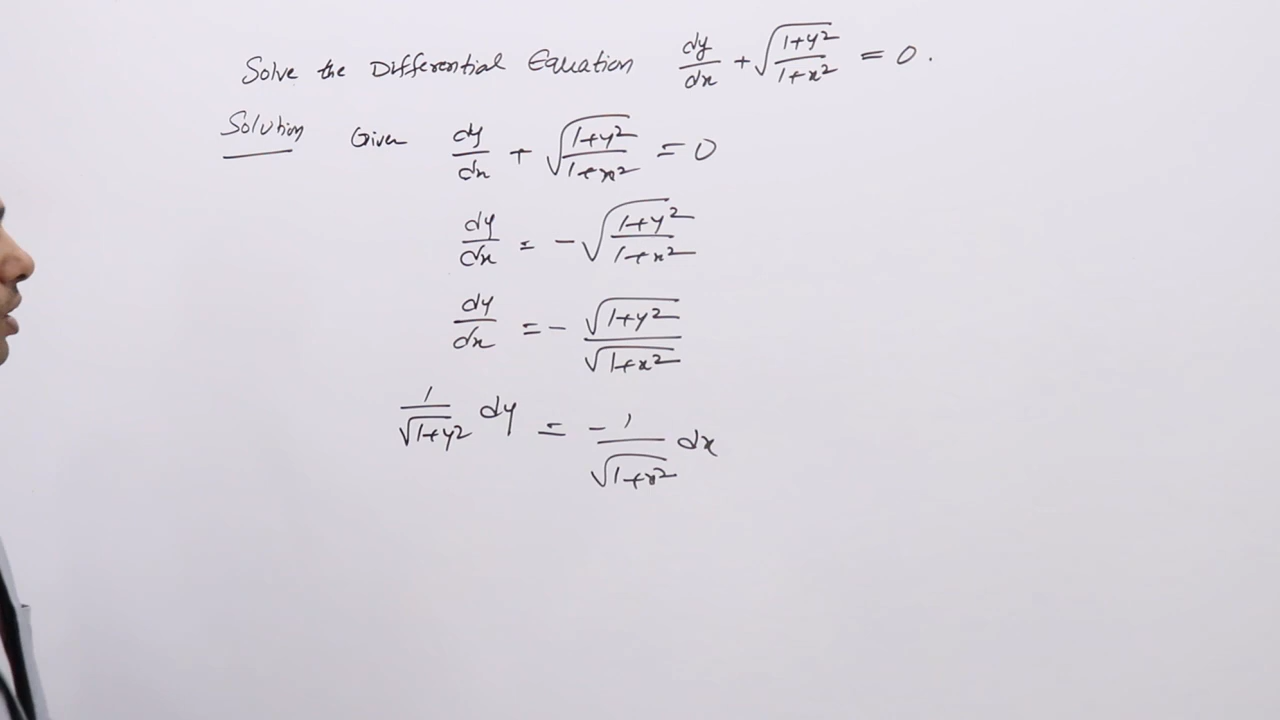 Solve the Differential Equation dy/dx + √(1+y²/1+x²) = 0.
Solution Given dy/dx + √(1+y²/1+x²) = 0
dy/dx = -√(1+y²/1+x²)
dy/dx = - √(1+y²)/√(1+x²)
1/√(1+y²) dy = -1/√(1+x²) dx